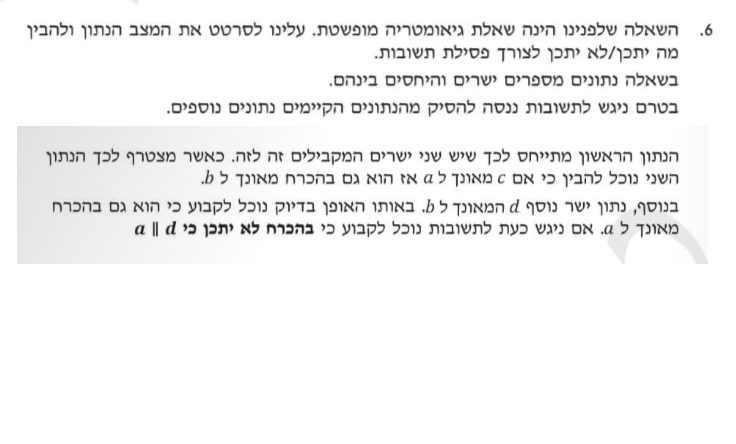 6. השאלה שלפנינו הינה שאלת גיאומטריה מופשטת. עלינו לסרטט את המצב הנתון ולהבין
מה יתכן/לא יתכן לצורך פסילת תשובות.
בשאלה נתונים מספרים ישרים והיחסים בינהם.
בטרם ניגש לתשובות ננסה להסיק מהנתונים הקיימים נתונים נוספים.
הנתון הראשון מתייחס לכך שיש שני ישרים המקבילים זה לזה. כאשר מצטרף לכך הנתון
השני נוכל להבין כי אם c מאונך ל a אז הוא גם בהכרח מאונך ל b.
בנוסף, נתון ישר נוסף d המאונך ל b. באותו האופן בדיוק נוכל לקבוע כי הוא גם בהכרח
מאונך ל a. אם ניגש כעת לתשובות נוכל לקבוע כי בהכרח לא יתכן כי a || d